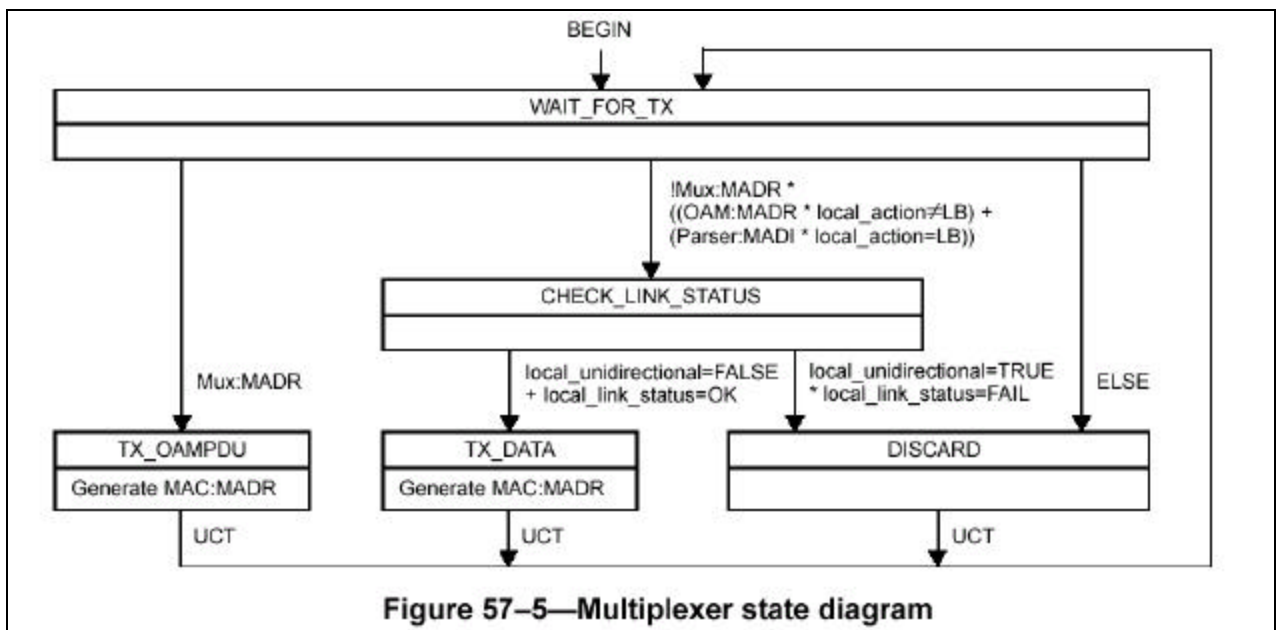 BEGIN
WAIT_FOR_TX
!Mux:MADR *
((OAM:MADR * local_action≠LB) +
(Parser:MADI * local_action=LB))
CHECK_LINK_STATUS
Mux:MADR
local_unidirectional=FALSE
+ local_link_status=OK
local_unidirectional=TRUE
* local_link_status=FAIL
ELSE
TX_OAMPDU
Generate MAC:MADR
TX_DATA
Generate MAC:MADR
DISCARD
UCT
UCT
UCT
Figure 57–5—Multiplexer state diagram